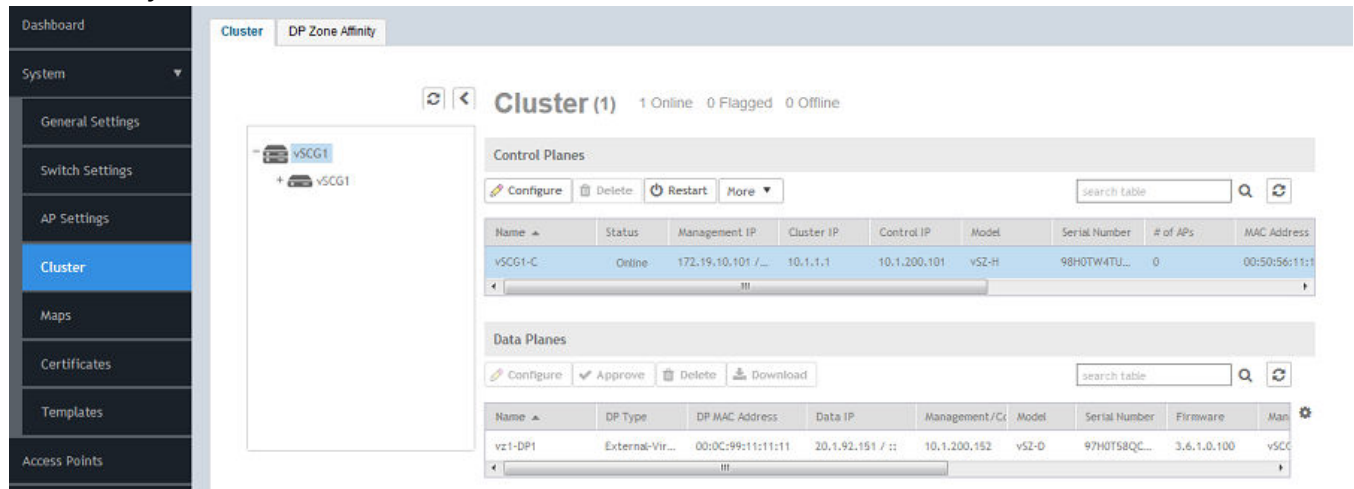 Dashboard
System
General Settings
Switch Settings
AP Settings
Cluster
Maps
Certificates
Templates
Access Points
Cluster DP Zone Affinity
vSCG1
vSCG1
Cluster (1) 1 Online 0 Flagged 0 Offline
Control Planes
Configure Delete Restart More search table
Name Status Management IP Cluster IP Control IP Model Serial Number # of APs MAC Address
vSCG1-C Online 172.19.10.101 /... 10.1.1.1 10.1.200.101 vSZ-H 98H0TW4TU... 0 00:50:56:11:1
Data Planes
Configure Approve Delete Download search table
Name DP Type DP MAC Address Data IP Management/Co Model Serial Number Firmware Man
vz1-DP1 External-Vir... 00:0C:99:11:11:11 20.1.92.151 / :: 10.1.200.152 vSZ-D 97H0TS8QC... 3.6.1.0.100 vSCG